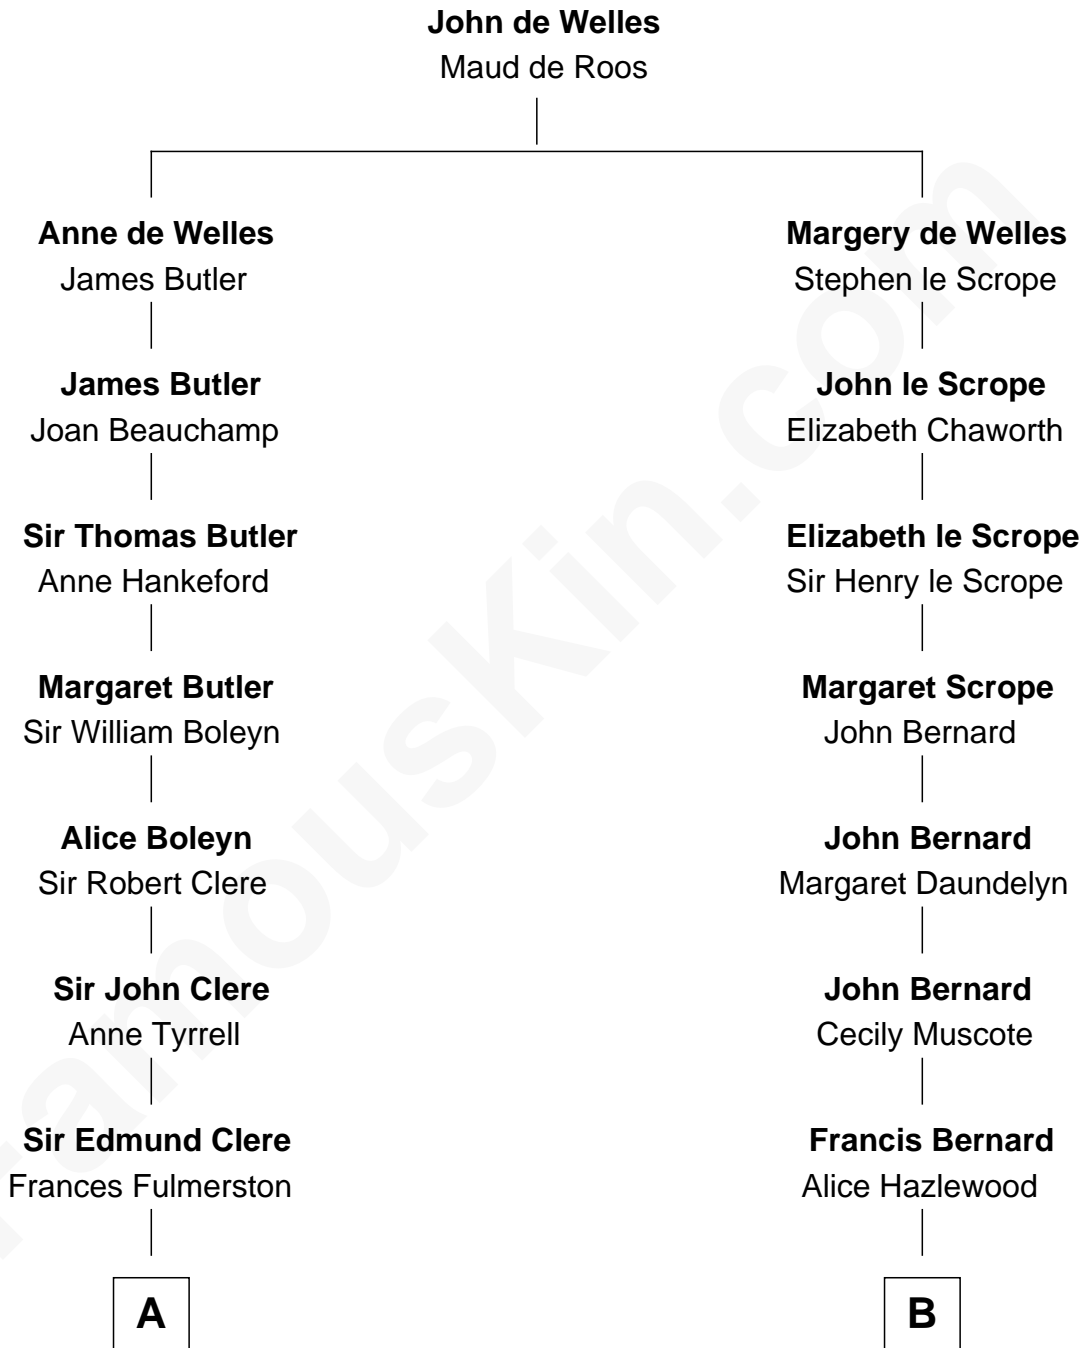 John de Welles
Maud de Roos
Anne de Welles
James Butler
Margery de Welles
Stephen le Scrope
James Butler
Joan Beauchamp
John le Scrope
Elizabeth Chaworth
Sir Thomas Butler
Anne Hankeford
Elizabeth le Scrope
Sir Henry le Scrope
Margaret Butler
Sir William Boleyn
Margaret Scrope
John Bernard
Alice Boleyn
Sir Robert Clere
John Bernard
Margaret Daundelyn
Sir John Clere
Anne Tyrrell
John Bernard
Cecily Muscote
Sir Edmund Clere
Frances Fulmerston
Francis Bernard
Alice Hazlewood
A
B
FamousKin.com